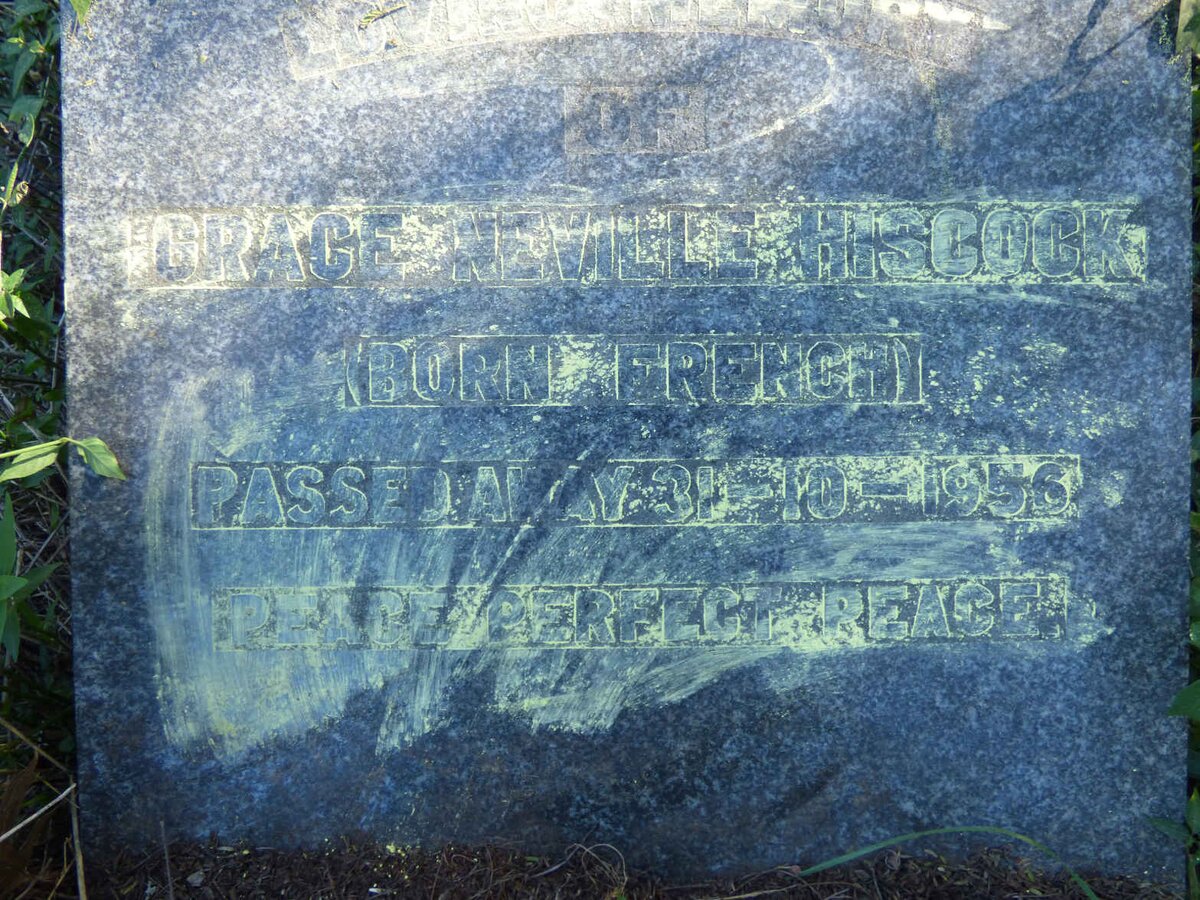 OF
GRACE NEVILLE HISCOCK
(BORN FRENCH)
PASSED AWAY 31-10-1956
PEACE PERFECT PEACE